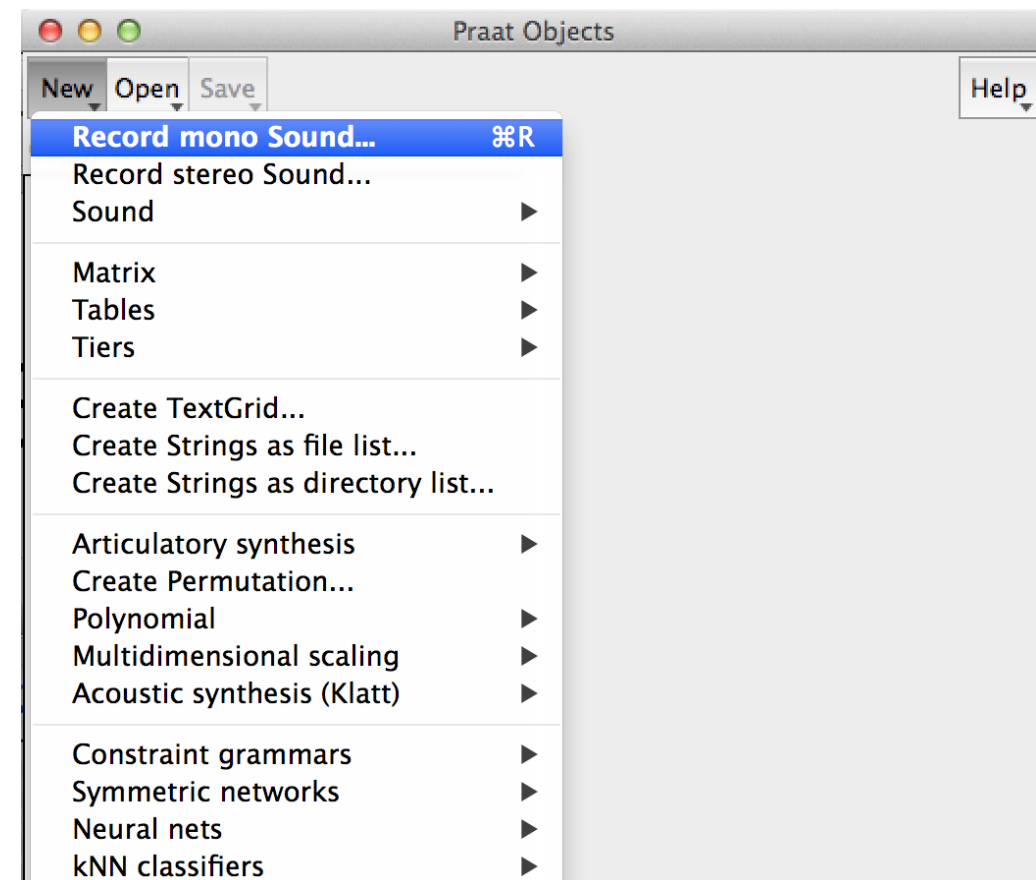 Praat Objects
New Open Save Help
Record mono Sound... ⌘R
Record stereo Sound...
Sound
Matrix
Tables
Tiers
Create TextGrid...
Create Strings as file list...
Create Strings as directory list...
Articulatory synthesis
Create Permutation...
Polynomial
Multidimensional scaling
Acoustic synthesis (Klatt)
Constraint grammars
Symmetric networks
Neural nets
kNN classifiers